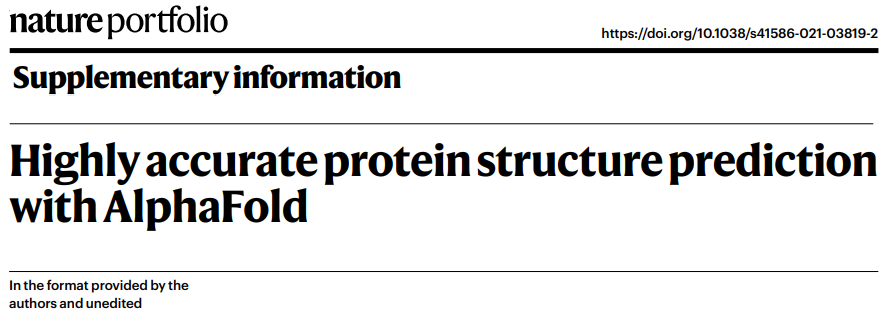 nature portfolio
https://doi.org/10.1038/s41586-021-03819-2
Supplementary information
Highly accurate protein structure prediction
with AlphaFold
In the format provided by the
authors and unedited